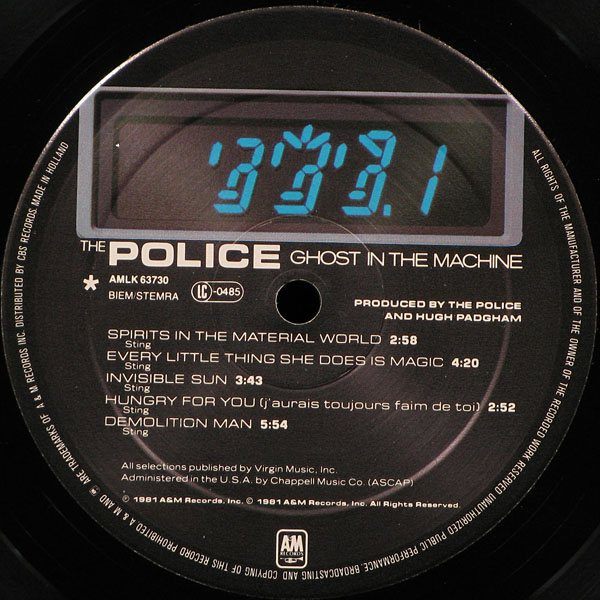 THE POLICE GHOST IN THE MACHINE
* AMLK 63730
BIEM/STEMRA LC-0485
PRODUCED BY THE POLICE
AND HUGH PADGHAM
SPIRITS IN THE MATERIAL WORLD 2:58
Sting
EVERY LITTLE THING SHE DOES IS MAGIC 4:20
Sting
INVISIBLE SUN 3:43
Sting
HUNGRY FOR YOU (j'aurais toujours faim de toi) 2:52
Sting
DEMOLITION MAN 5:54
Sting
All selections published by Virgin Music, Inc.
Administered in the U.S.A. by Chappell Music Co. (ASCAP)
℗ 1981 A&M Records, Inc. © 1981 A&M Records, Inc. All Rights Reserved.
A&M
RECORDS
A & M AND ® ARE TRADEMARKS OF A & M RECORDS INC. DISTRIBUTED BY CBS RECORDS MADE IN HOLLAND
ALL RIGHTS OF THE MANUFACTURER AND OF THE OWNER OF THE RECORDED WORK RESERVED UNAUTHORIZED PUBLIC PERFORMANCE, BROADCASTING AND COPYING OF THIS RECORD PROHIBITED